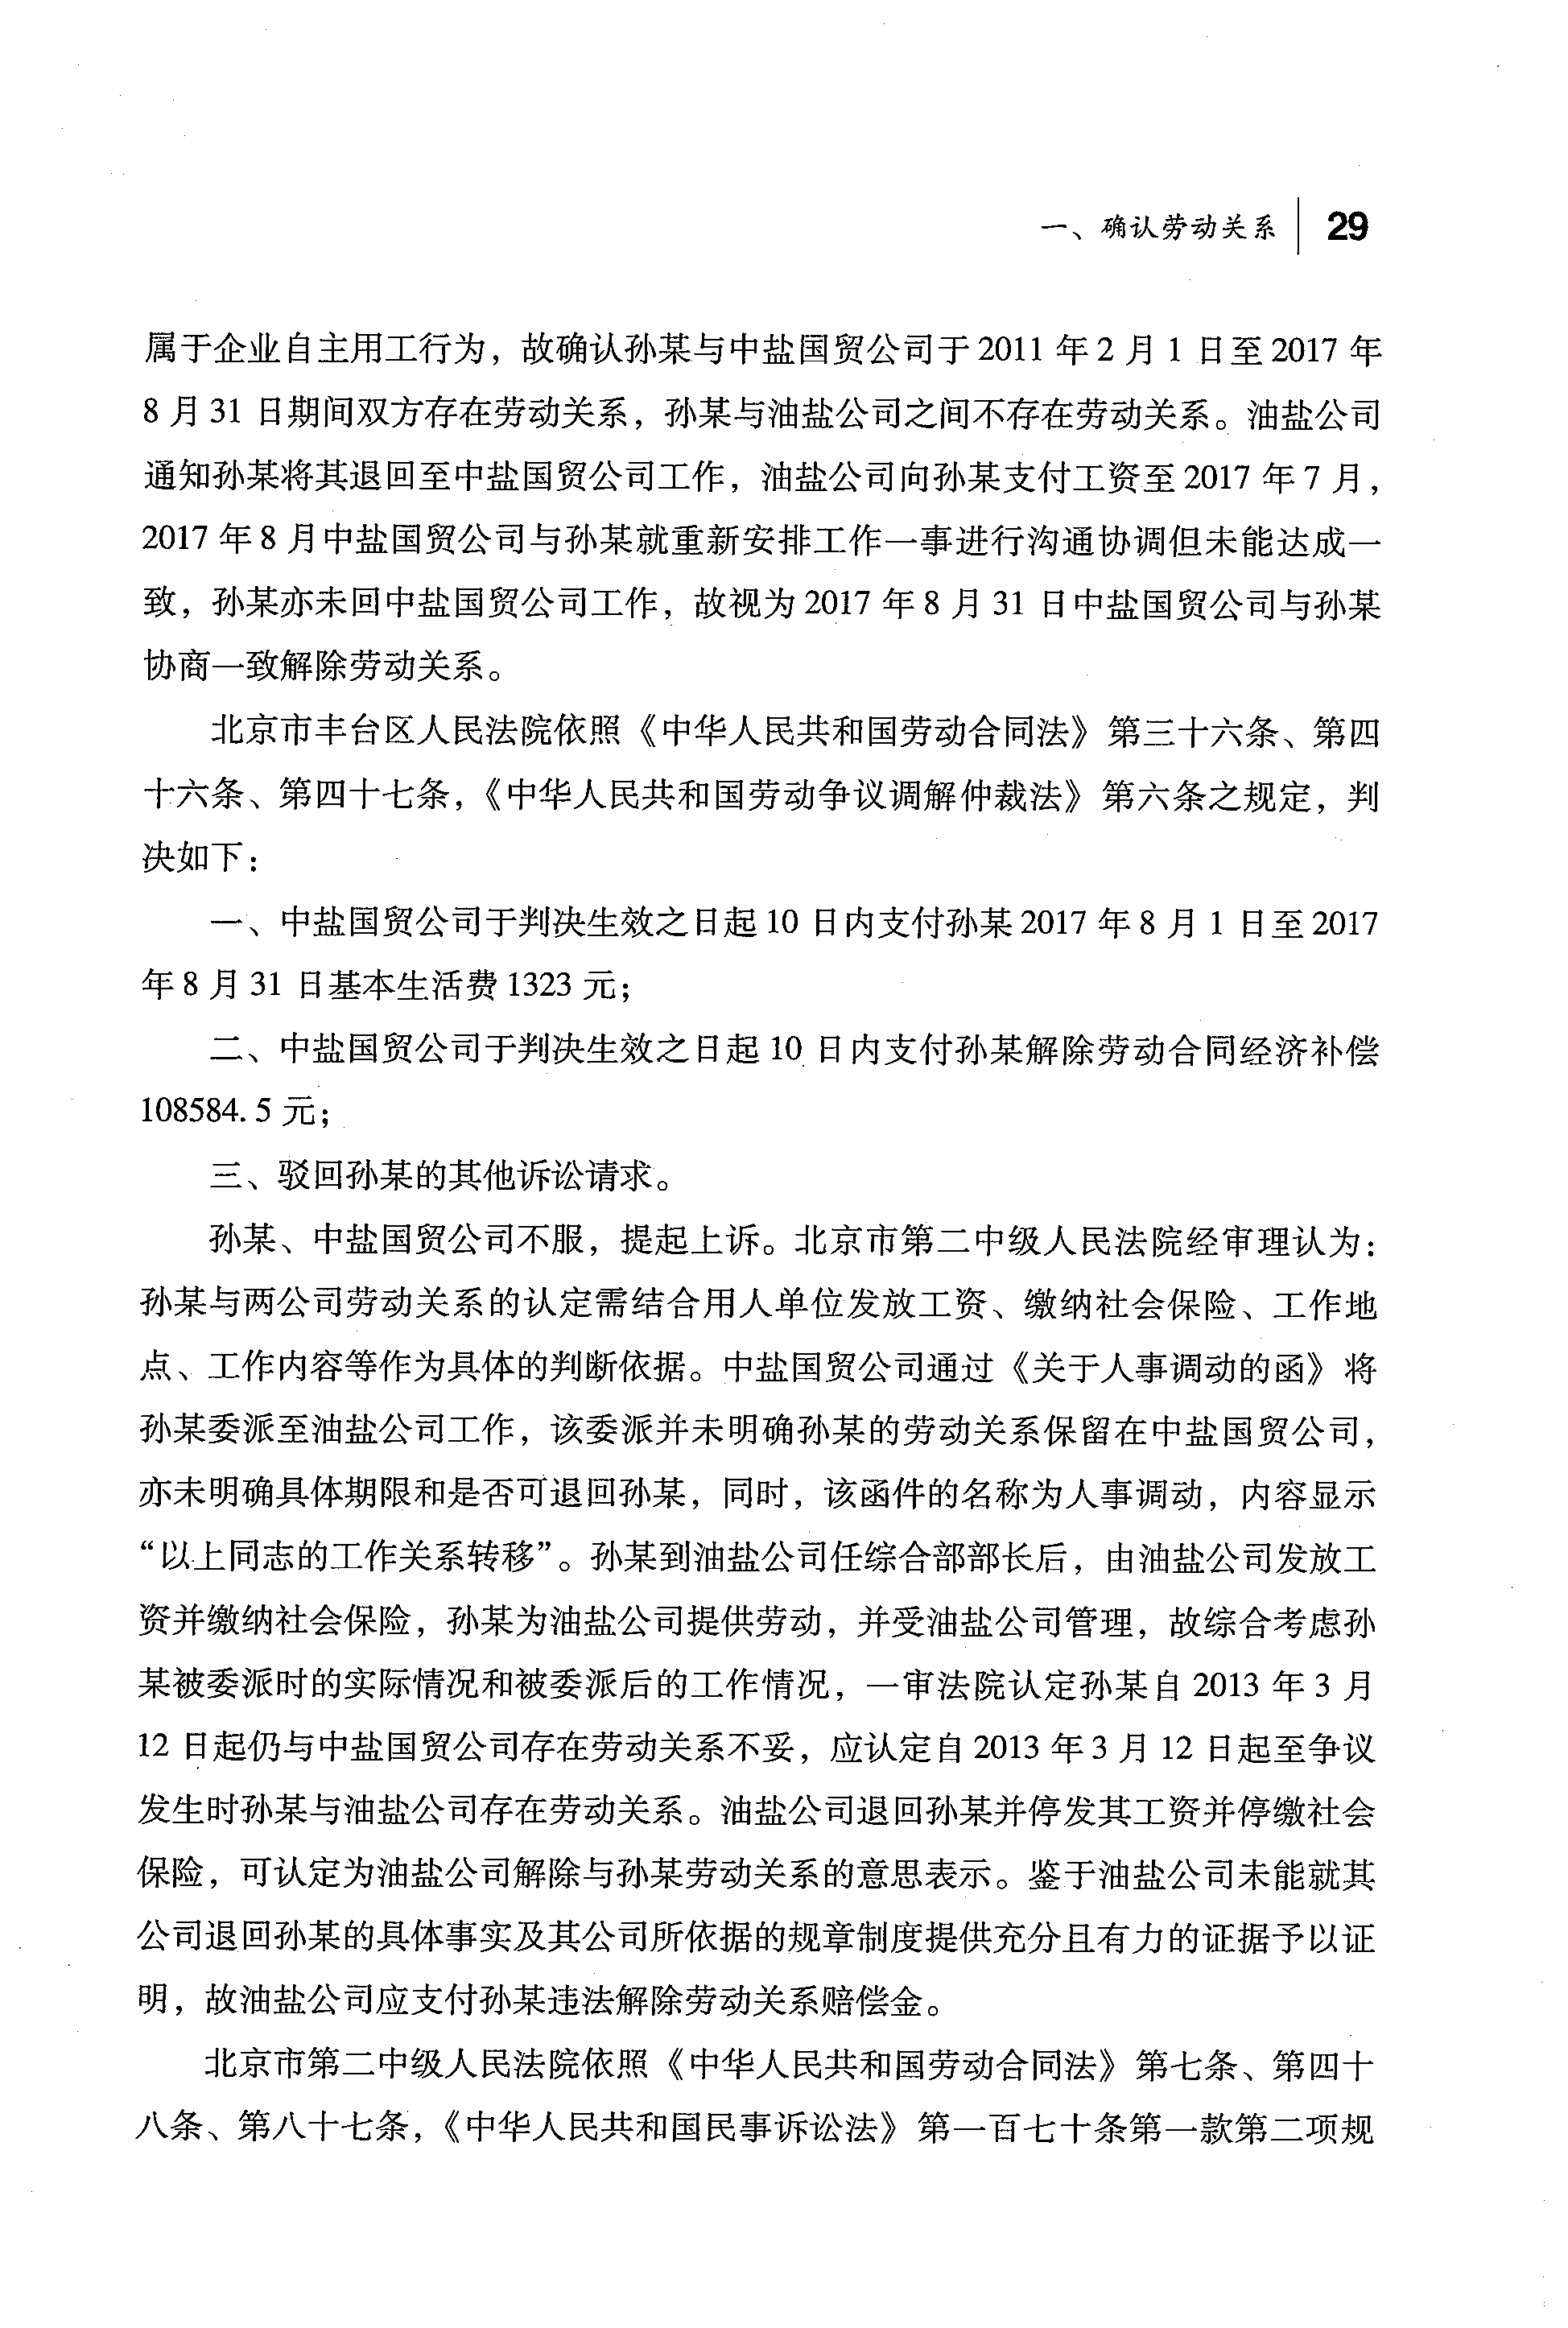 一、确认劳动关系 29
属于企业自主用工行为，故确认孙某与中盐国贸公司于2011年2月1日至2017年
8月31日期间双方存在劳动关系，孙某与油盐公司之间不存在劳动关系。油盐公司
通知孙某将其退回至中盐国贸公司工作，油盐公司向孙某支付工资至2017年7月，
2017年8月中盐国贸公司与孙某就重新安排工作一事进行沟通协调但未能达成一
致，孙某亦未回中盐国贸公司工作，故视为2017年8月31日中盐国贸公司与孙某
协商一致解除劳动关系。
北京市丰台区人民法院依照《中华人民共和国劳动合同法》第三十六条、第四
十六条、第四十七条，《中华人民共和国劳动争议调解仲裁法》第六条之规定，判
决如下：
一、中盐国贸公司于判决生效之日起10日内支付孙某2017年8月1日至2017
年8月31日基本生活费1323元；
二、中盐国贸公司于判决生效之日起10日内支付孙某解除劳动合同经济补偿
108584.5元；
三、驳回孙某的其他诉讼请求。
孙某、中盐国贸公司不服，提起上诉。北京市第二中级人民法院经审理认为：
孙某与两公司劳动关系的认定需结合用人单位发放工资、缴纳社会保险、工作地
点、工作内容等作为具体的判断依据。中盐国贸公司通过《关于人事调动的函》将
孙某委派至油盐公司工作，该委派并未明确孙某的劳动关系保留在中盐国贸公司，
亦未明确具体期限和是否可退回孙某，同时，该函件的名称为人事调动，内容显示
“以上同志的工作关系转移”。孙某到油盐公司任综合部部长后，由油盐公司发放工
资并缴纳社会保险，孙某为油盐公司提供劳动，并受油盐公司管理，故综合考虑孙
某被委派时的实际情况和被委派后的工作情况，一审法院认定孙某自2013年3月
12日起仍与中盐国贸公司存在劳动关系不妥，应认定自2013年3月12日起至争议
发生时孙某与油盐公司存在劳动关系。油盐公司退回孙某并停发其工资并停缴社会
保险，可认定为油盐公司解除与孙某劳动关系的意思表示。鉴于油盐公司未能就其
公司退回孙某的具体事实及其公司所依据的规章制度提供充分且有力的证据予以证
明，故油盐公司应支付孙某违法解除劳动关系赔偿金。
北京市第二中级人民法院依照《中华人民共和国劳动合同法》第七条、第四十
八条、第八十七条，《中华人民共和国民事诉讼法》第一百七十条第一款第二项规